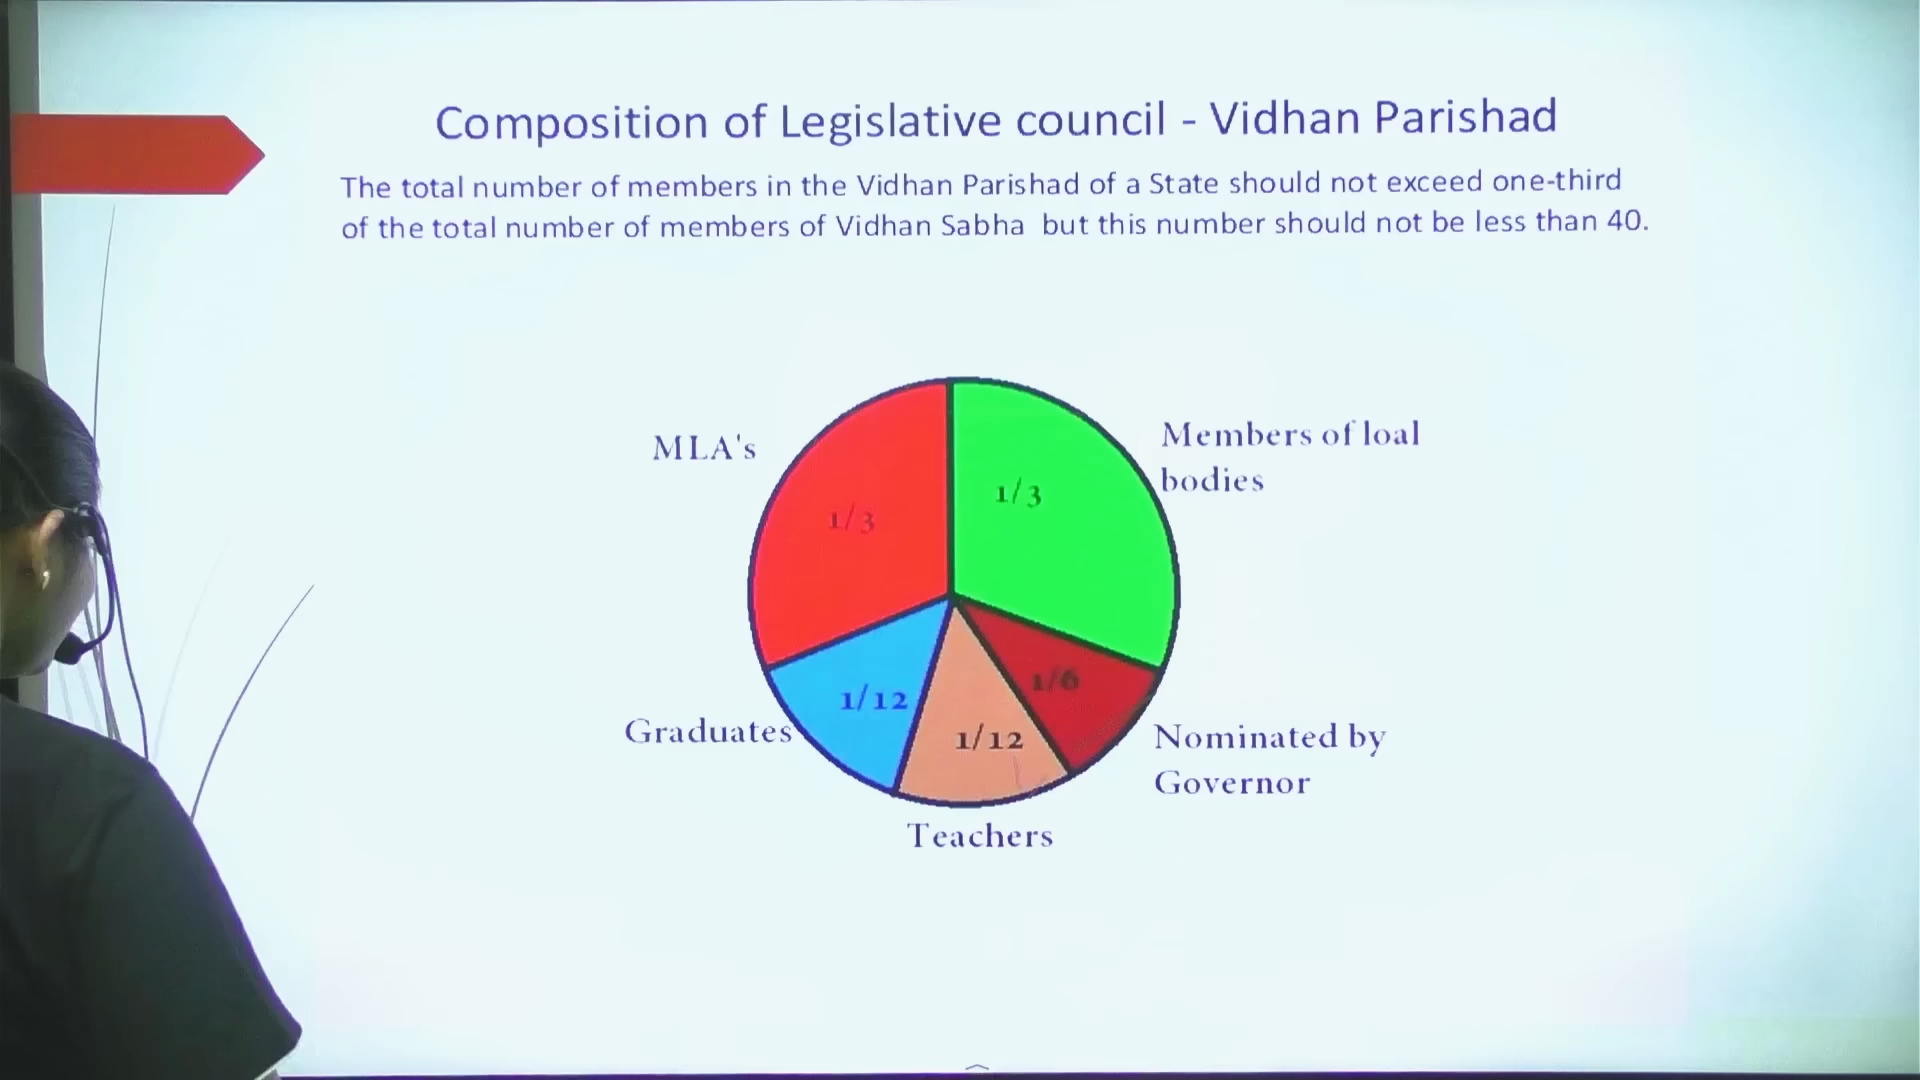 Composition of Legislative council - Vidhan Parishad
The total number of members in the Vidhan Parishad of a State should not exceed one-third
of the total number of members of Vidhan Sabha but this number should not be less than 40.
MLA's
Members of loal
bodies
1/3
1/3
1/6
1/12
1/12
Graduates
Nominated by
Governor
Teachers